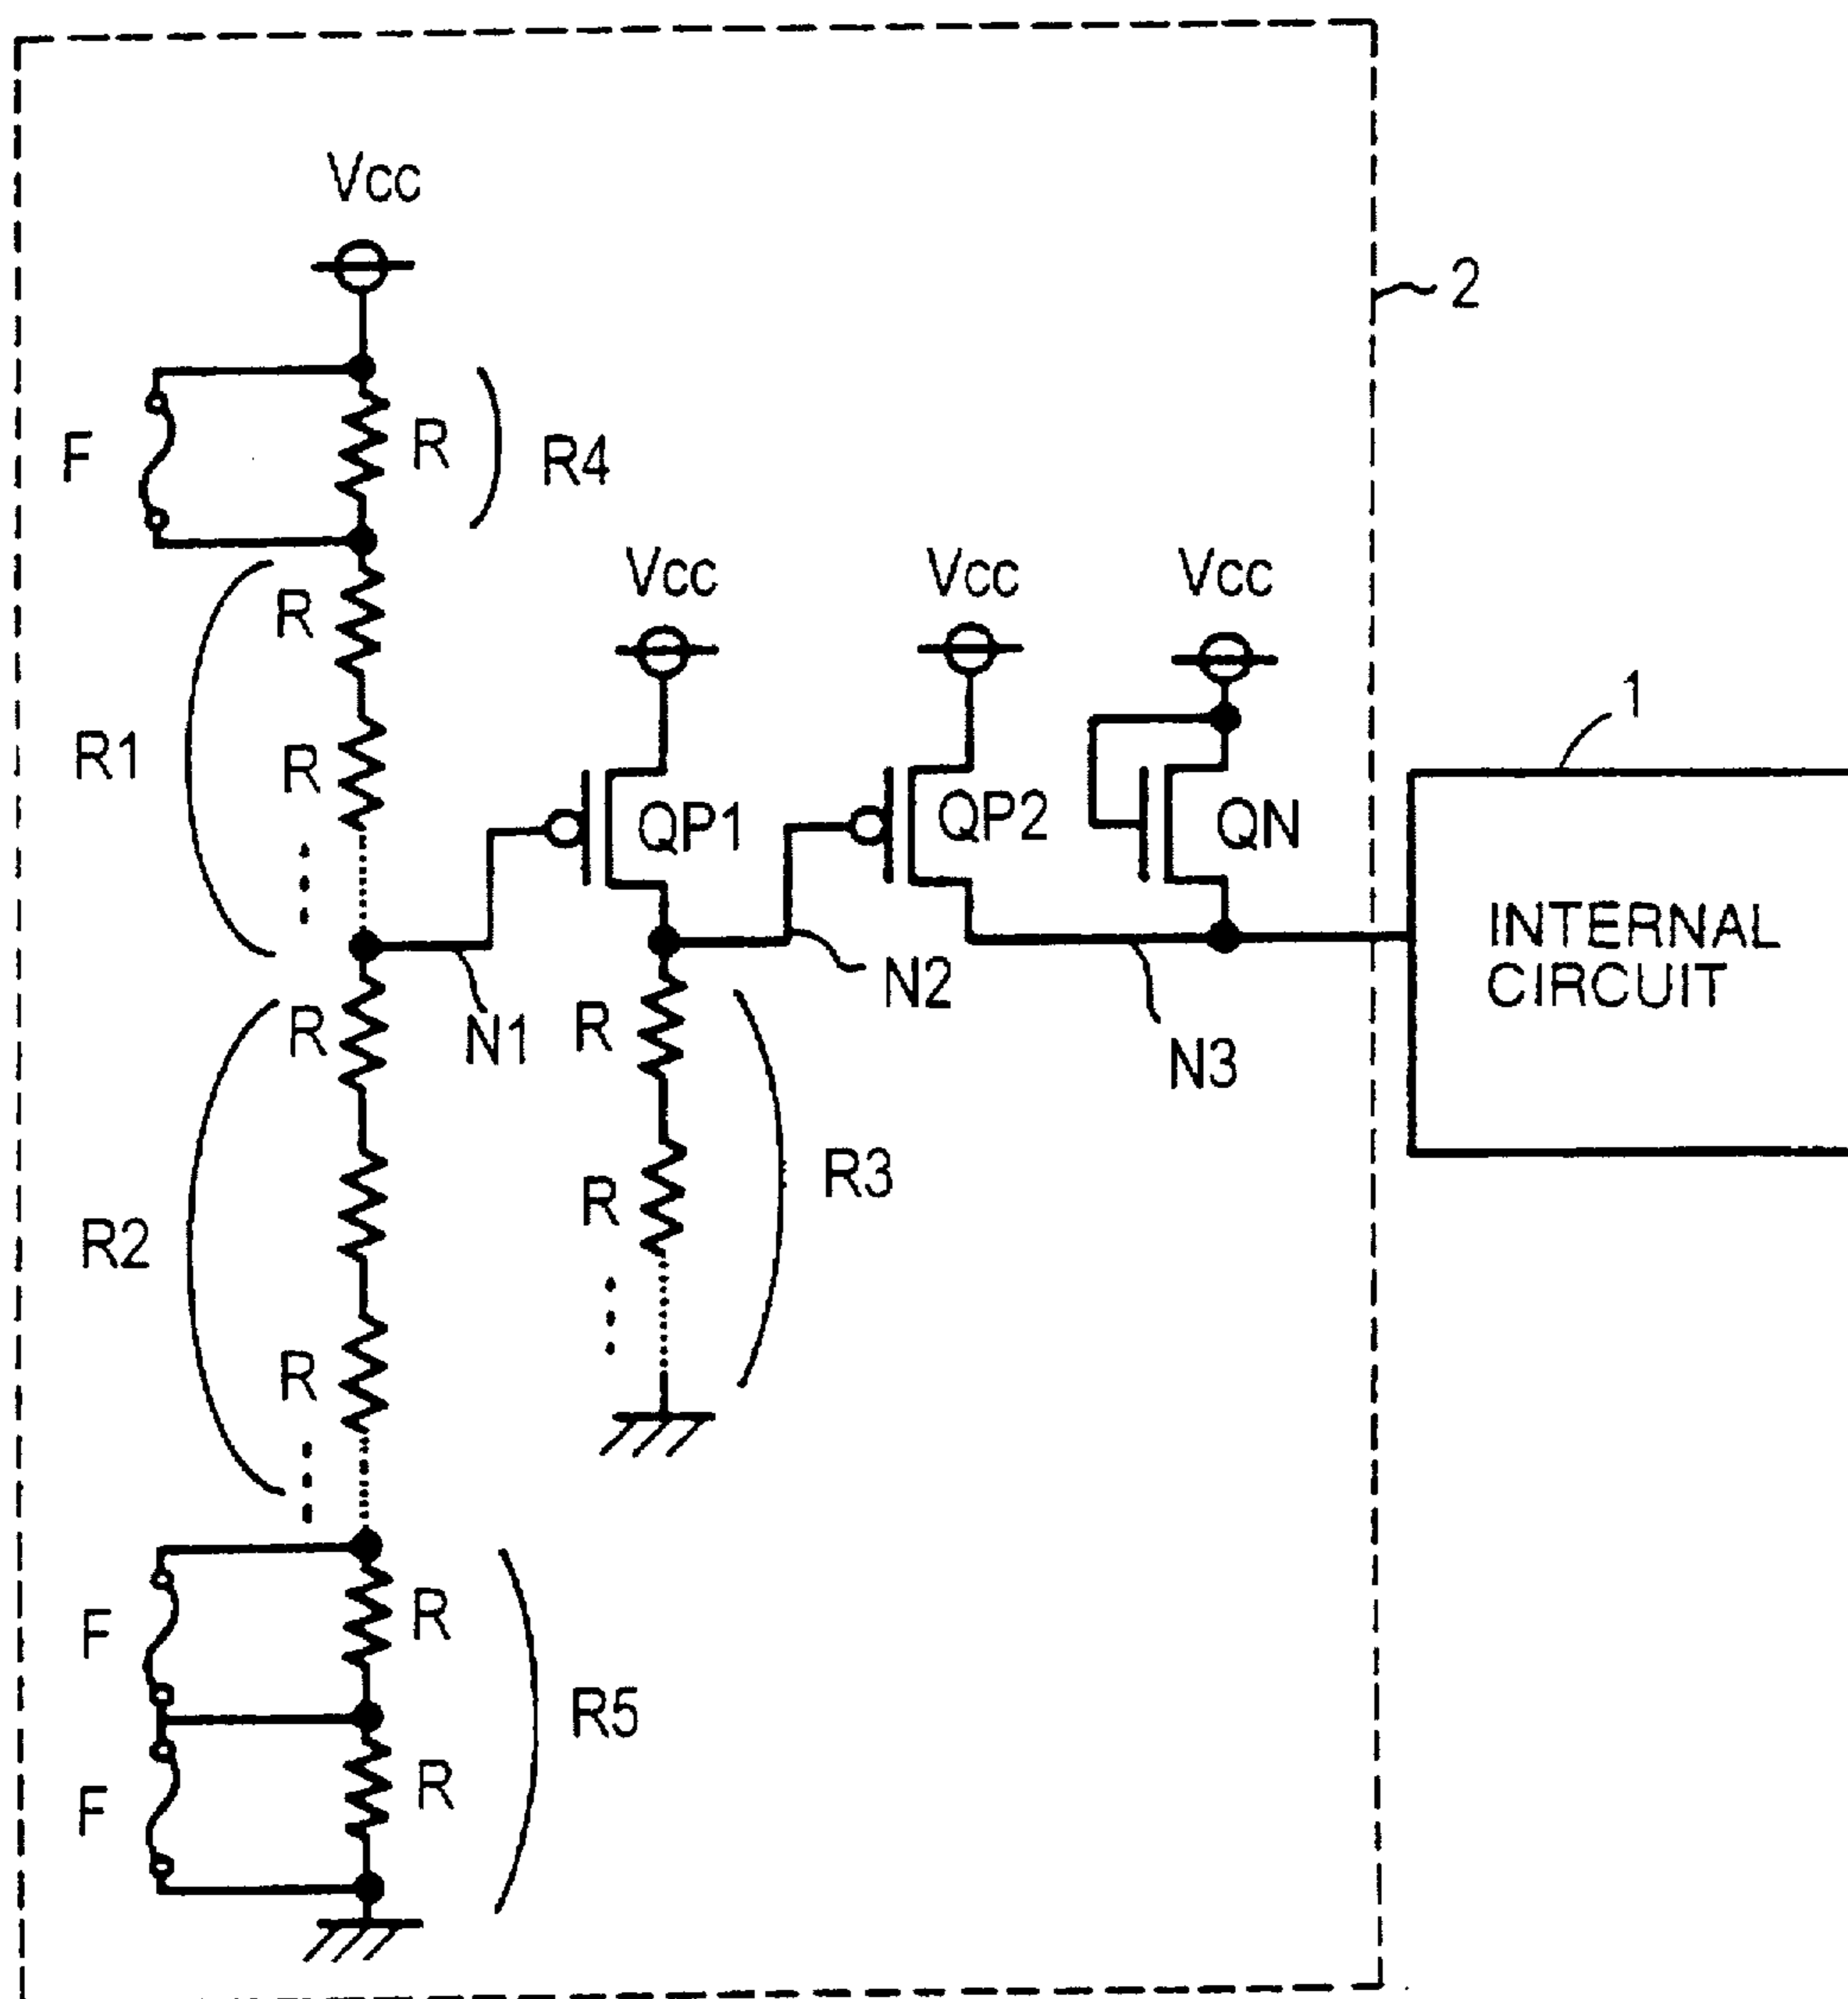 Vcc
2
F
R
R4
R
Vcc
Vcc
Vcc
R1
R
QP1
QP2
QN
1
INTERNAL
CIRCUIT
R
N1
R
N2
N3
R2
R
R3
R
F
R
R5
F
R